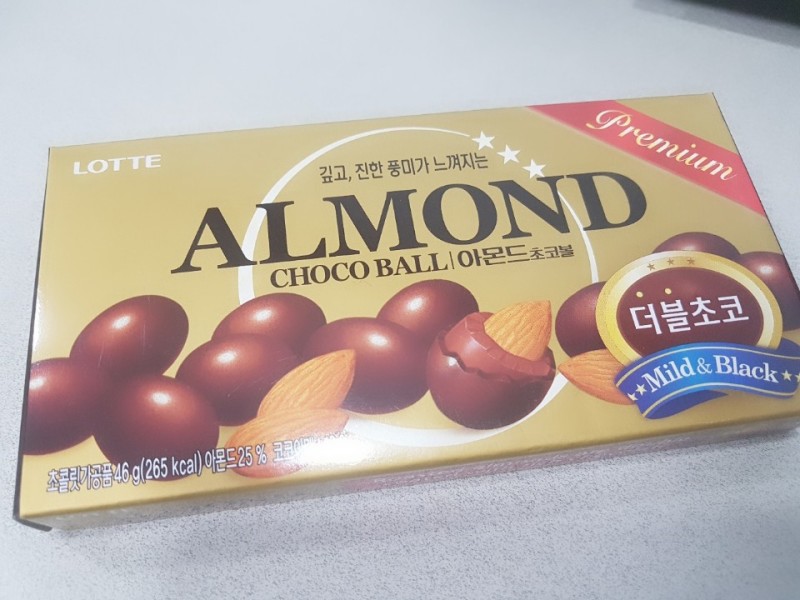 LOTTE
Premium
깊고, 진한 풍미가 느껴지는
ALMOND
CHOCO BALL | 아몬드 초코볼
더블초코
Mild & Black
초콜릿가공품 46 g (265 kcal) 아몬드 25 %